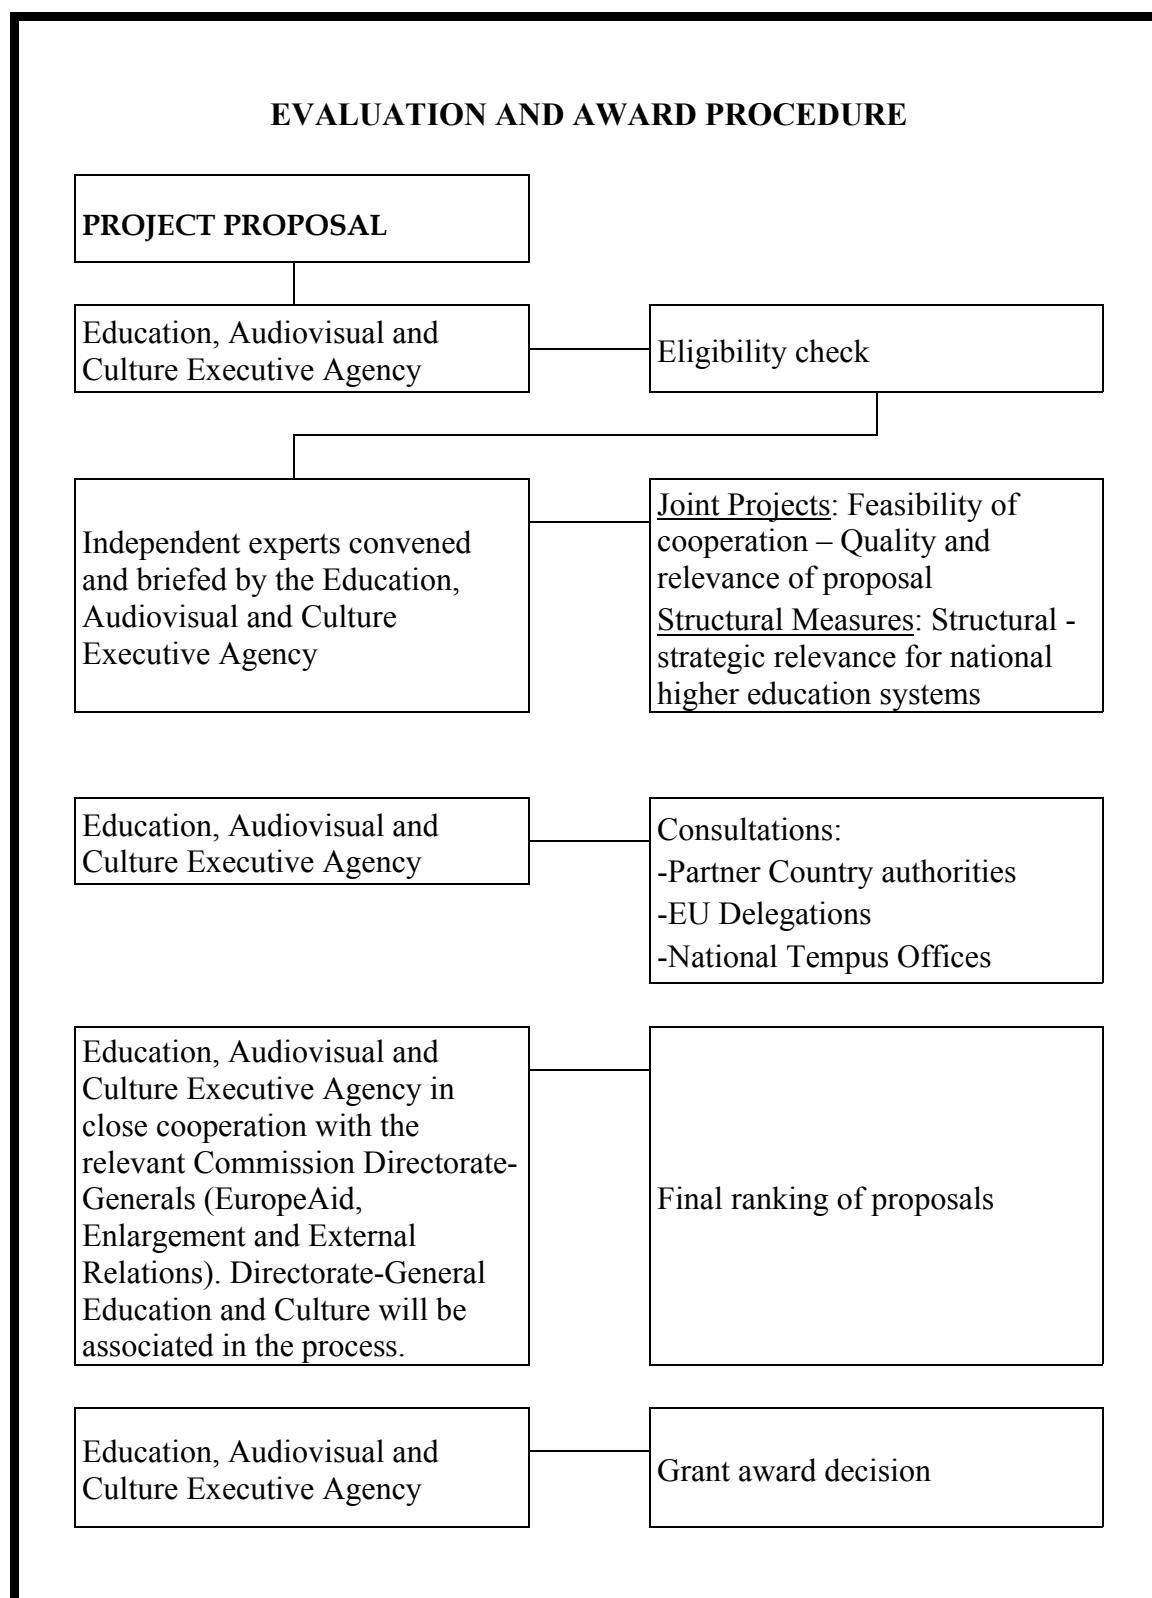 EVALUATION AND AWARD PROCEDURE
PROJECT PROPOSAL
Education, Audiovisual and
Culture Executive Agency
Eligibility check
Independent experts convened
and briefed by the Education,
Audiovisual and Culture
Executive Agency
Joint Projects: Feasibility of
cooperation – Quality and
relevance of proposal
Structural Measures: Structural -
strategic relevance for national
higher education systems
Education, Audiovisual and
Culture Executive Agency
Consultations:
-Partner Country authorities
-EU Delegations
-National Tempus Offices
Education, Audiovisual and
Culture Executive Agency in
close cooperation with the
relevant Commission Directorate-
Generals (EuropeAid,
Enlargement and External
Relations). Directorate-General
Education and Culture will be
associated in the process.
Final ranking of proposals
Education, Audiovisual and
Culture Executive Agency
Grant award decision